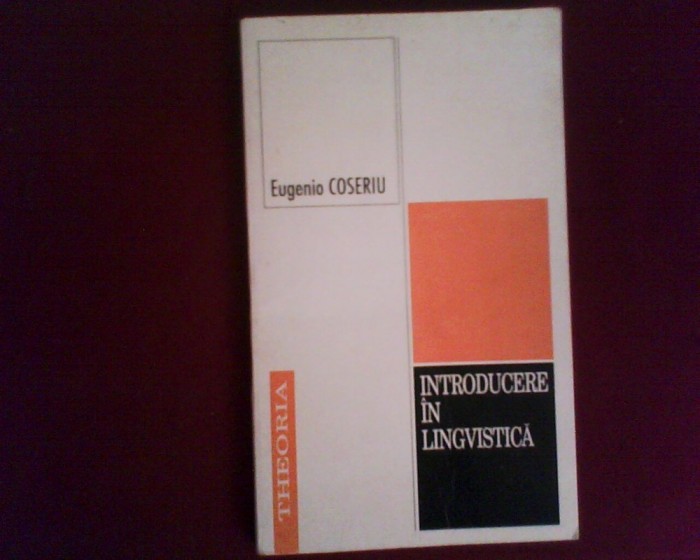 Eugenio COSERIU
INTRODUCERE
ÎN
LINGVISTICĂ
THEORIA